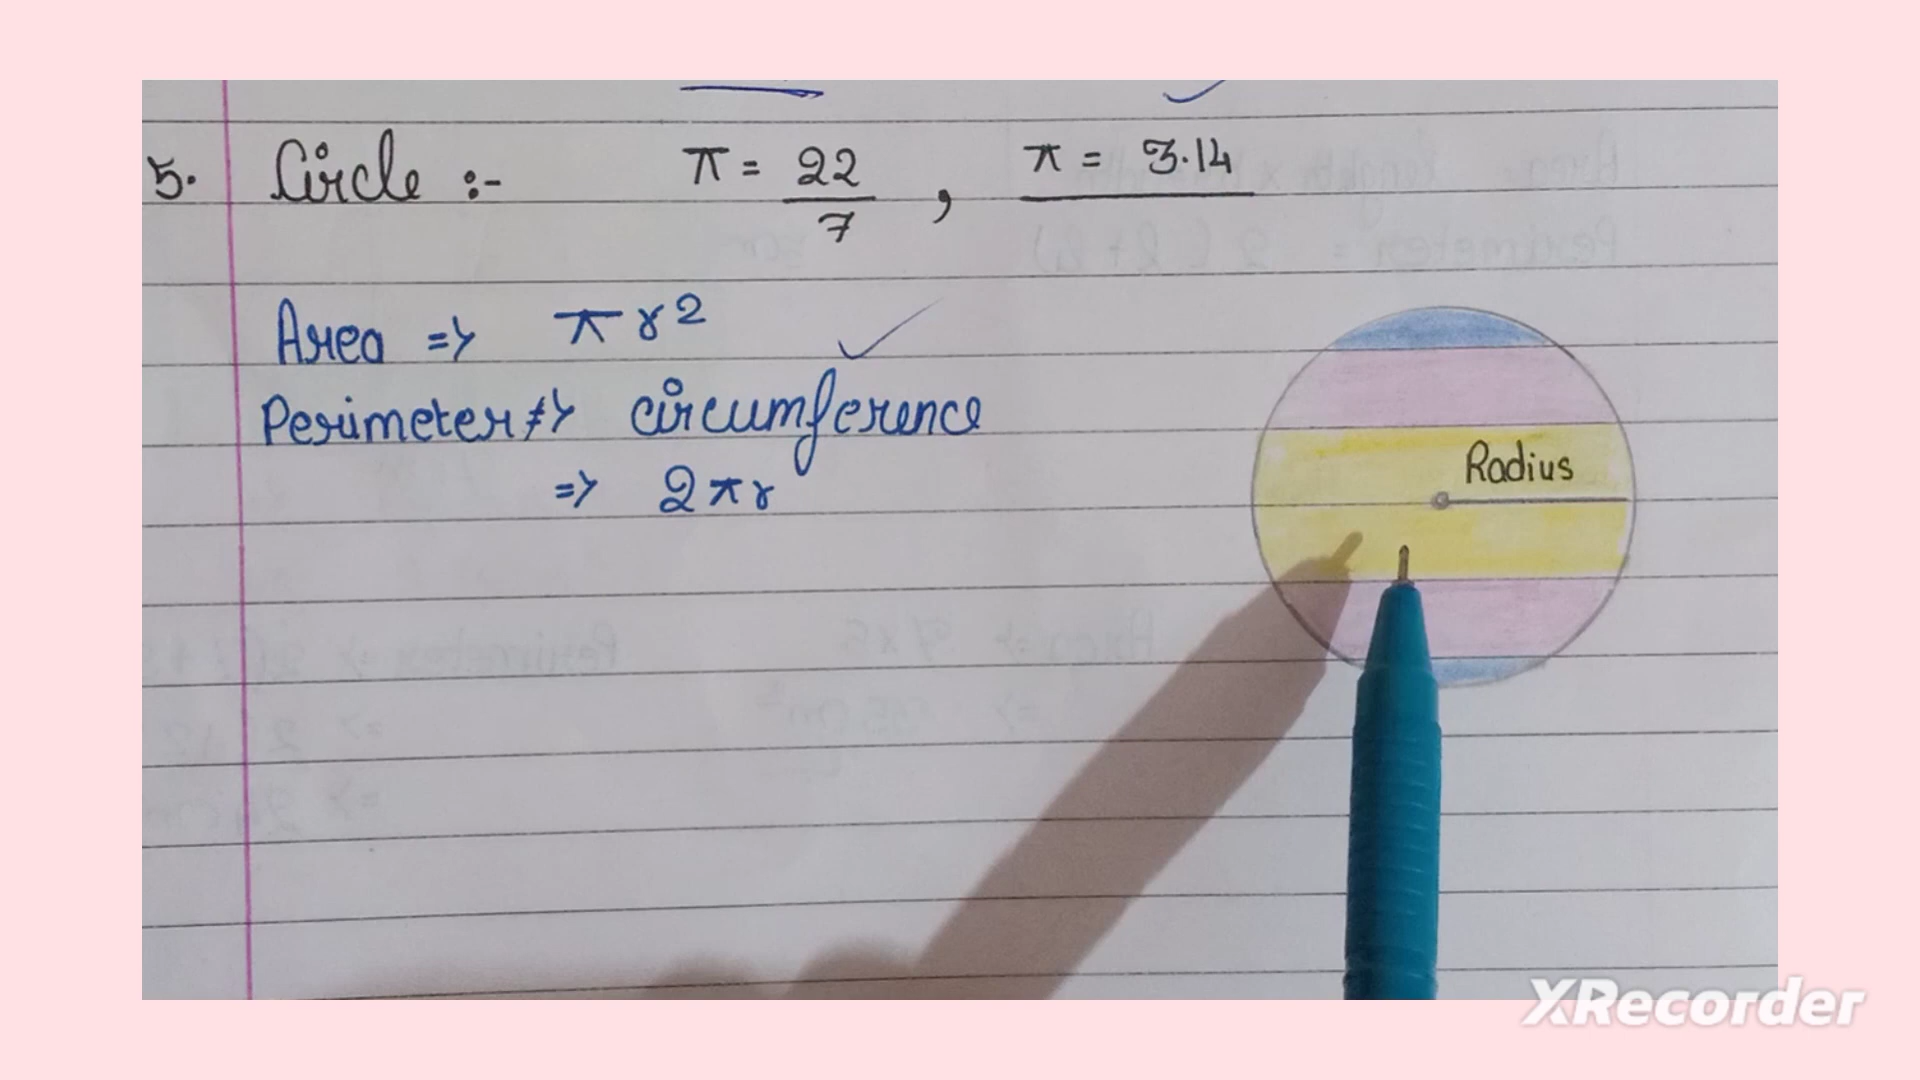 5. Circle :- π = 22/7 , π = 3.14
Area => πr²
Perimeter => circumference
=> 2πr
Radius
XRecorder